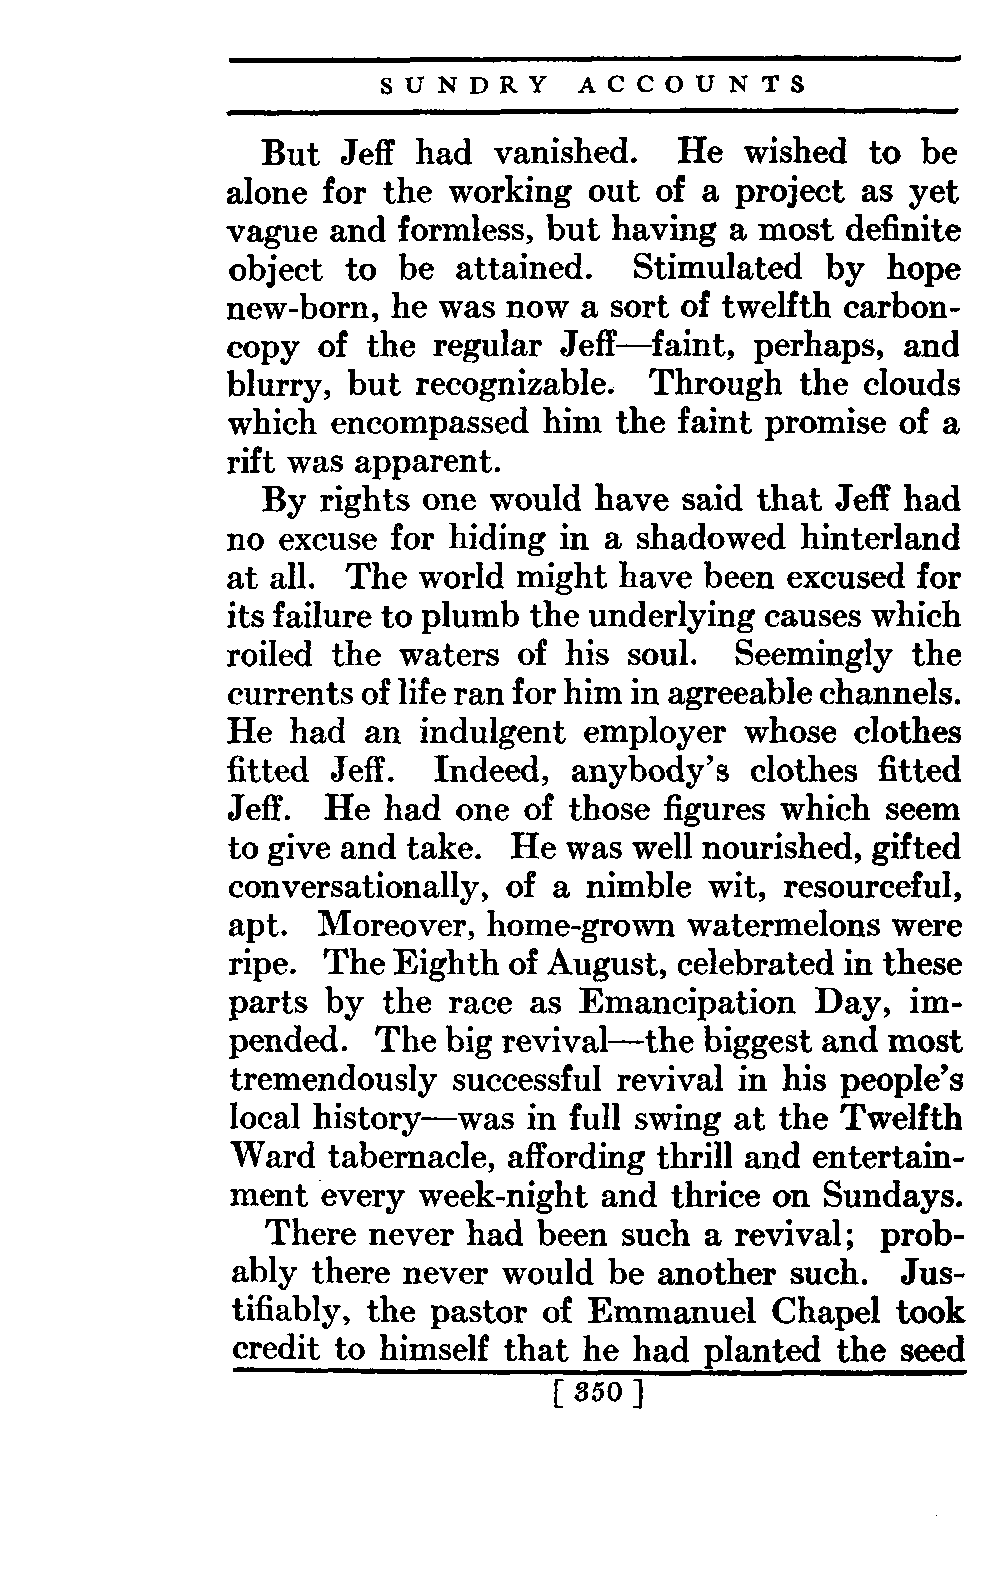 SUNDRY ACCOUNTS
But Jeff had vanished. He wished to be
alone for the working out of a project as yet
vague and formless, but having a most definite
object to be attained. Stimulated by hope
new-born, he was now a sort of twelfth carbon-
copy of the regular Jeff—faint, perhaps, and
blurry, but recognizable. Through the clouds
which encompassed him the faint promise of a
rift was apparent.
By rights one would have said that Jeff had
no excuse for hiding in a shadowed hinterland
at all. The world might have been excused for
its failure to plumb the underlying causes which
roiled the waters of his soul. Seemingly the
currents of life ran for him in agreeable channels.
He had an indulgent employer whose clothes
fitted Jeff. Indeed, anybody's clothes fitted
Jeff. He had one of those figures which seem
to give and take. He was well nourished, gifted
conversationally, of a nimble wit, resourceful,
apt. Moreover, home-grown watermelons were
ripe. The Eighth of August, celebrated in these
parts by the race as Emancipation Day, im-
pended. The big revival—the biggest and most
tremendously successful revival in his people's
local history—was in full swing at the Twelfth
Ward tabernacle, affording thrill and entertain-
ment every week-night and thrice on Sundays.
There never had been such a revival; prob-
ably there never would be another such. Jus-
tifiably, the pastor of Emmanuel Chapel took
credit to himself that he had planted the seed
[ 350 ]